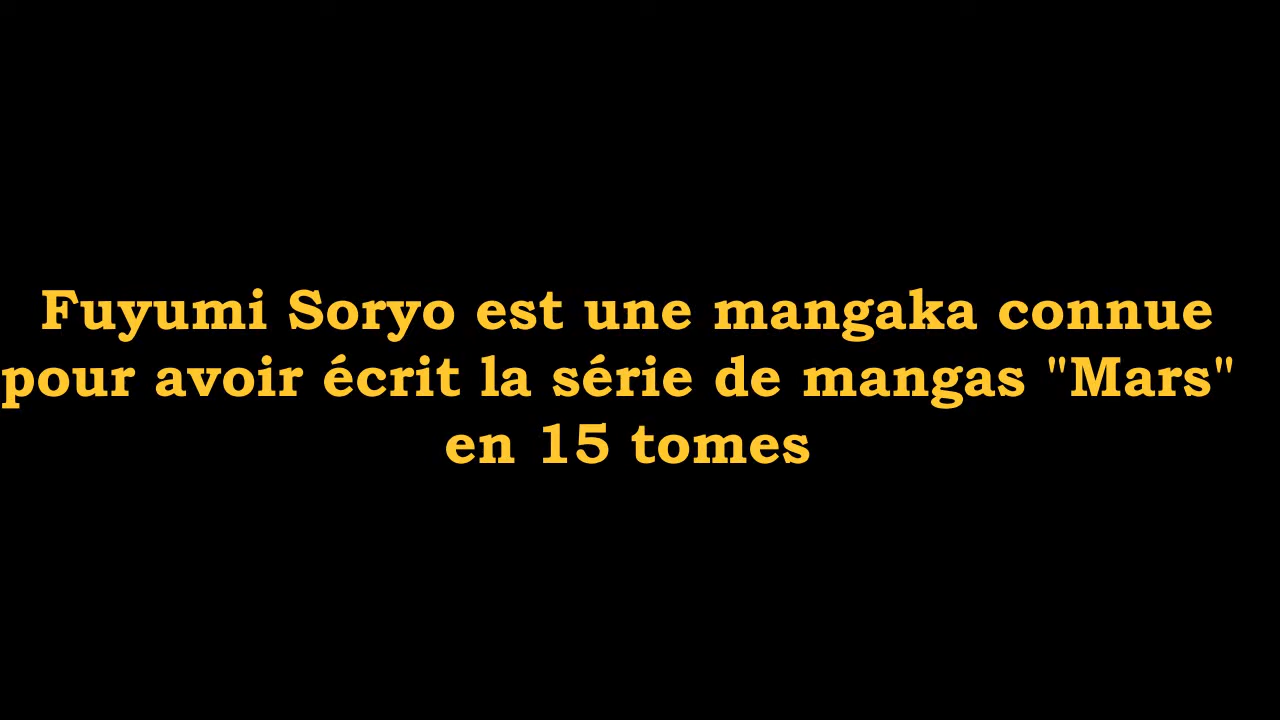 Fuyumi Soryo est une mangaka connue
pour avoir écrit la série de mangas "Mars"
en 15 tomes